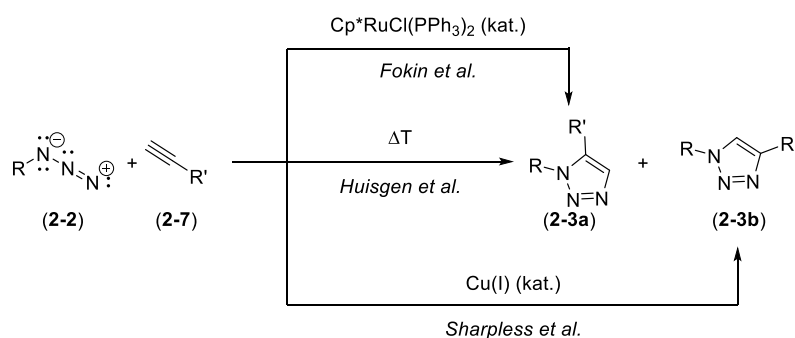 Cp*RuCl(PPh3)2 (kat.)
Fokin et al.
R N N N + R'
(2-2) (2-7)
ΔT
Huisgen et al.
R' R N N=N
(2-3a)
+
R N N=N R
(2-3b)
Cu(I) (kat.)
Sharpless et al.